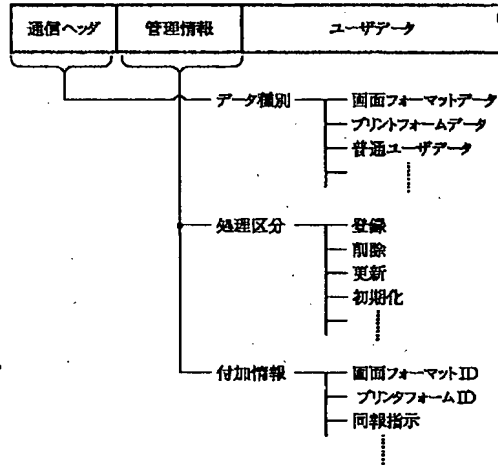 通信ヘッダ 管理情報 ユーザデータ
データ種別 画面フォーマットデータ
プリントフォームデータ
普通ユーザデータ
処理区分 登録
削除
更新
初期化
付加情報 画面フォーマットID
プリンタフォームID
同報指示